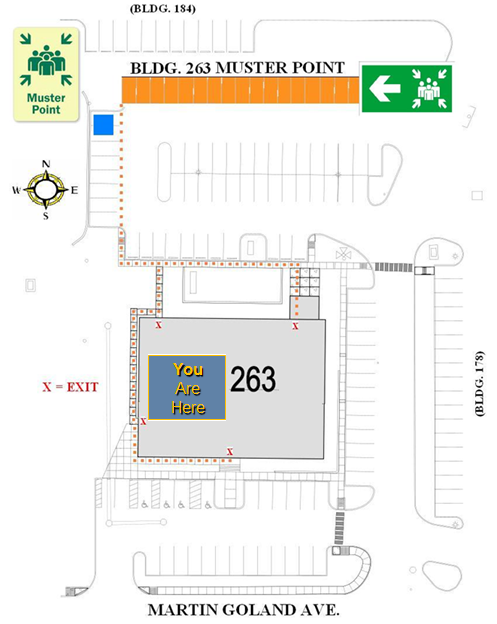 (BLDG. 184)
BLDG. 263 MUSTER POINT
Muster
Point
N
W E
S
X X
You
Are
Here
263
X = EXIT
(BLDG. 178)
X
X
MARTIN GOLAND AVE.